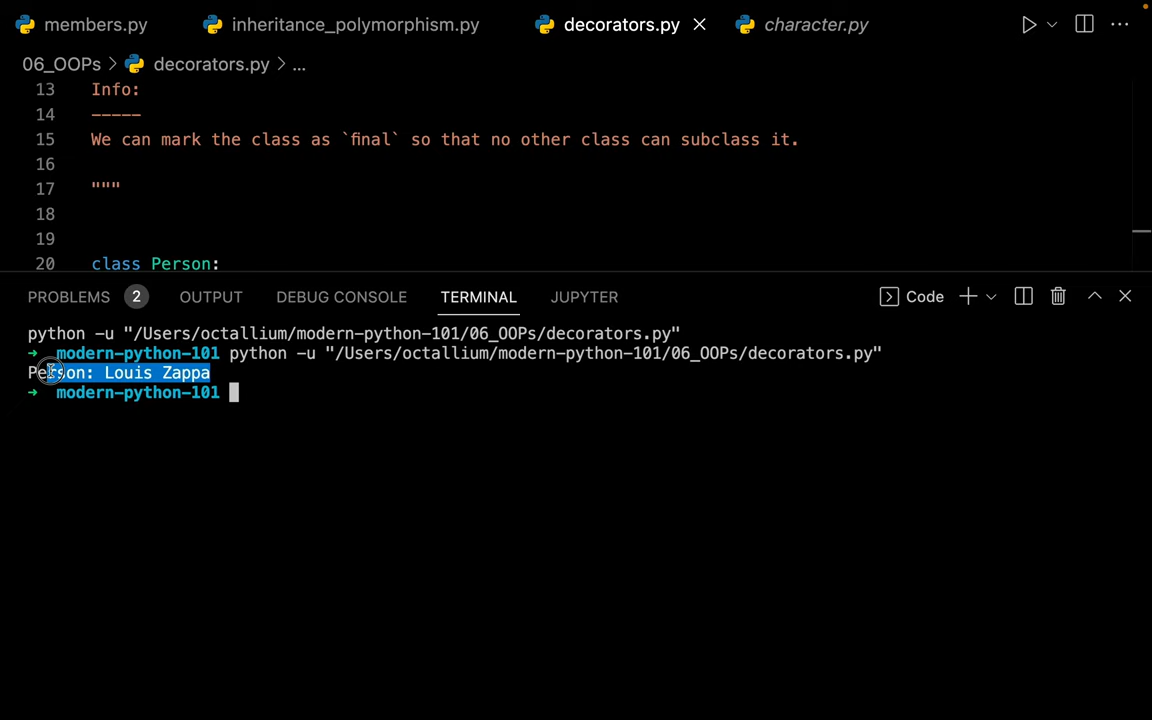 members.py inheritance_polymorphism.py decorators.py character.py
06_OOPs > decorators.py > ...
13 Info:
14 -----
15 We can mark the class as `final` so that no other class can subclass it.
16
17 """
18
19
20 class Person:
PROBLEMS 2 OUTPUT DEBUG CONSOLE TERMINAL JUPYTER Code
python -u "/Users/octallium/modern-python-101/06_OOPs/decorators.py"
→ modern-python-101 python -u "/Users/octallium/modern-python-101/06_OOPs/decorators.py"
Person: Louis Zappa
→ modern-python-101